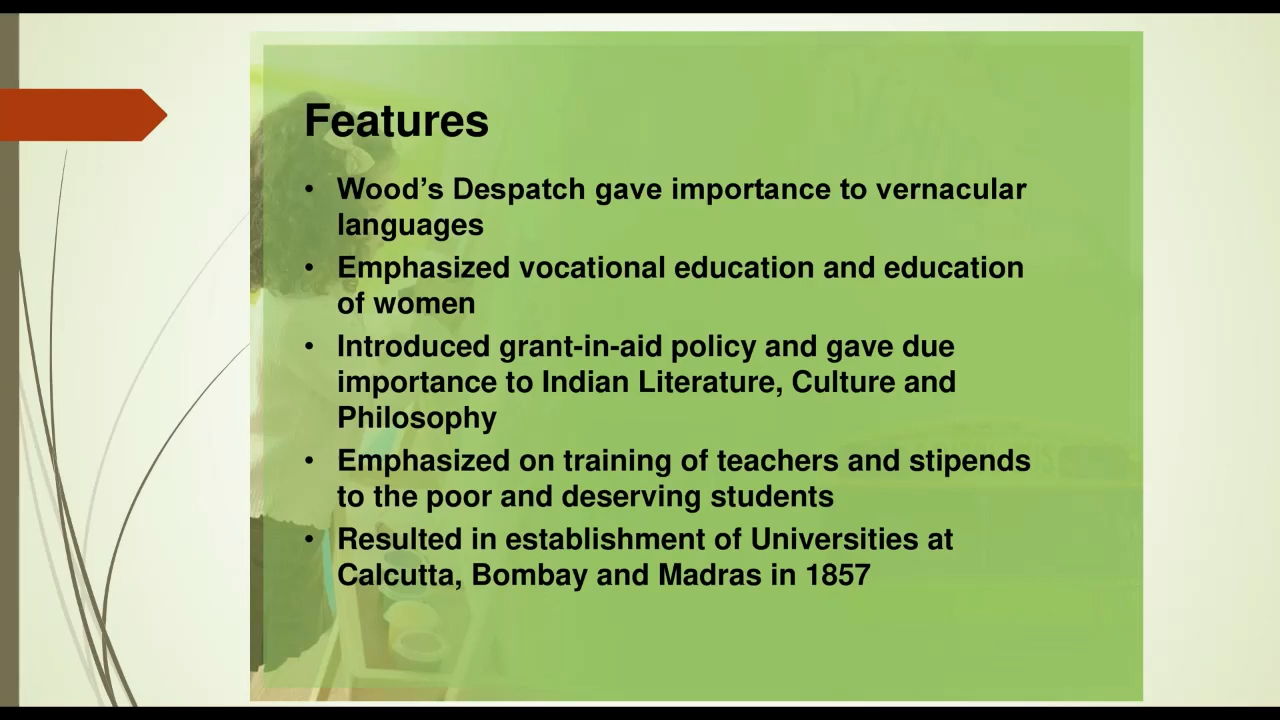 Features
• Wood’s Despatch gave importance to vernacular
languages
• Emphasized vocational education and education
of women
• Introduced grant-in-aid policy and gave due
importance to Indian Literature, Culture and
Philosophy
• Emphasized on training of teachers and stipends
to the poor and deserving students
• Resulted in establishment of Universities at
Calcutta, Bombay and Madras in 1857